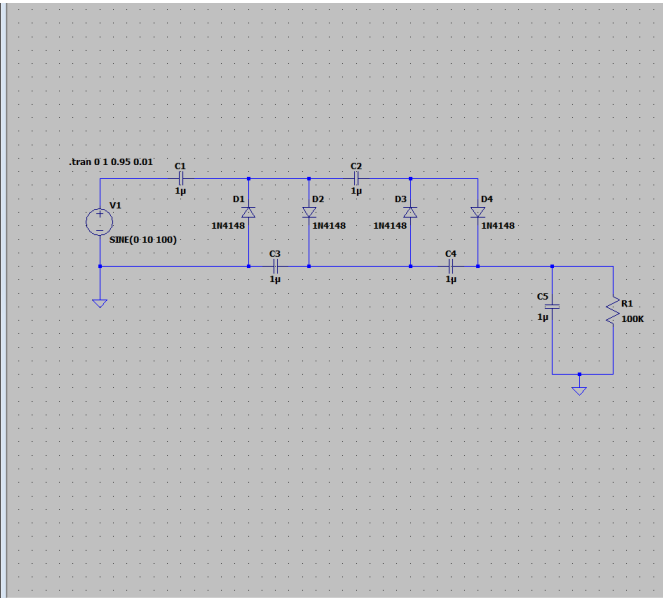 .tran 0 1 0.95 0.01
C1
1µ
C2
1µ
V1
SINE(0 10 100)
D1
1N4148
D2
1N4148
D3
1N4148
D4
1N4148
C3
1µ
C4
1µ
C5
1µ
R1
100K